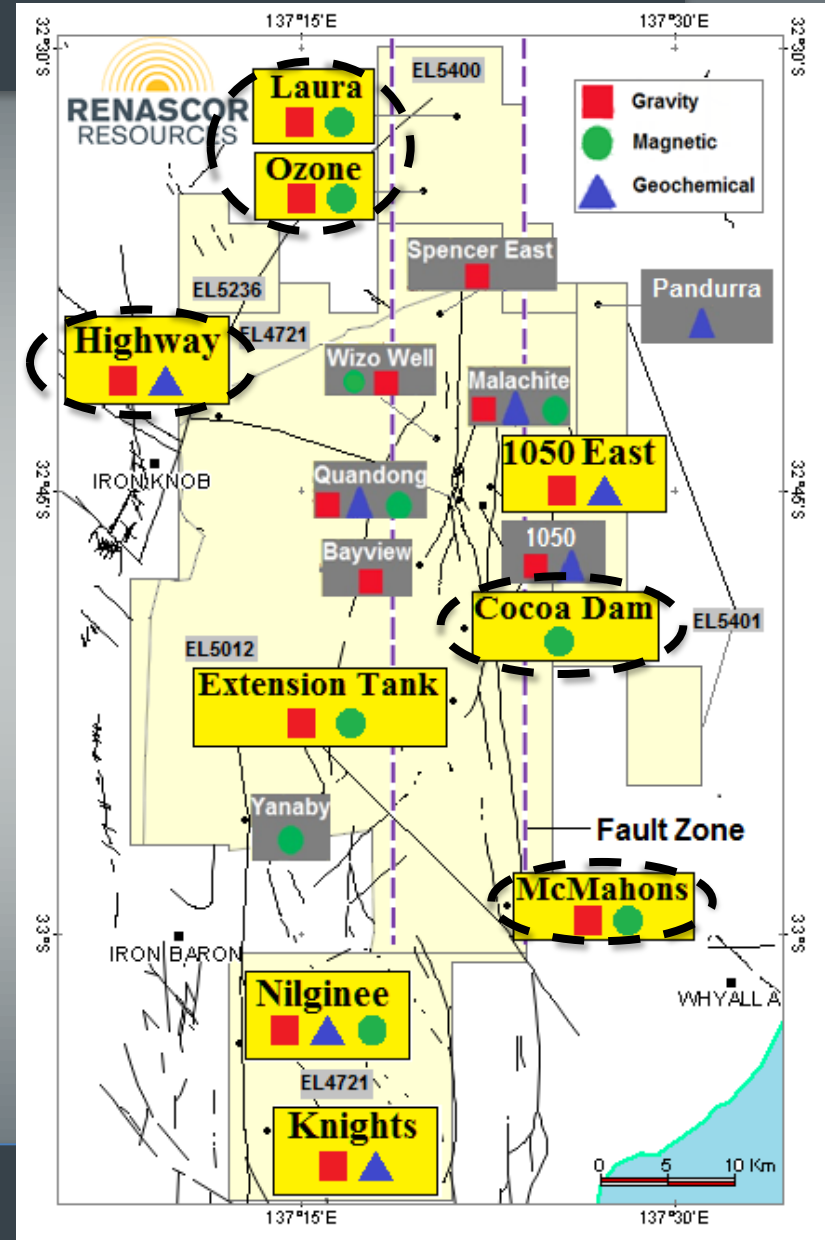 137°15'E
137°30'E
32°30'S
32°30'S
RENASCOR
RESOURCES
Laura
EL5400
Gravity
Magnetic
Geochemical
Ozone
Spencer East
EL5236
Pandurra
EL4721
Highway
Wizo Well
Malachite
1050 East
IRON KNOB
Quandong
32°45'S
32°45'S
1050
Bayview
Cocoa Dam
EL5401
EL5012
Extension Tank
Yanaby
Fault Zone
McMahons
33°S
33°S
IRON BARON
Nilginee
WHYALLA
EL4721
Knights
0 5 10 Km
137°15'E
137°30'E